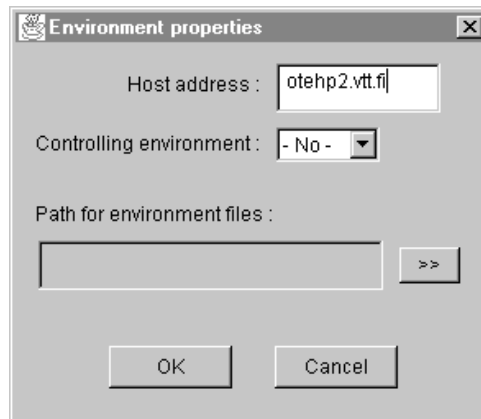 Environment properties
Host address : otehp2.vtt.fi
Controlling environment : - No -
Path for environment files :
>>
OK Cancel